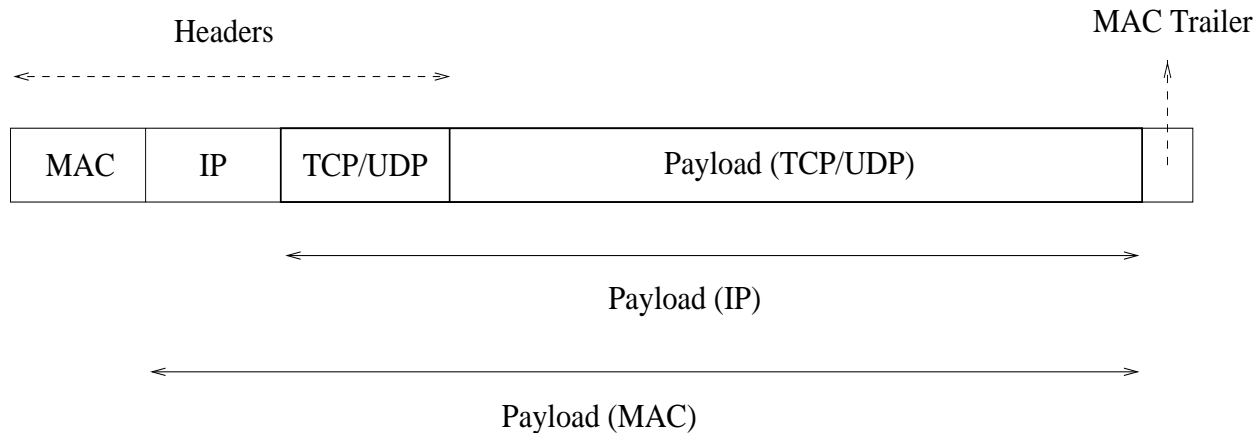 MAC Trailer
Headers
MAC
IP
TCP/UDP
Payload (TCP/UDP)
Payload (IP)
Payload (MAC)